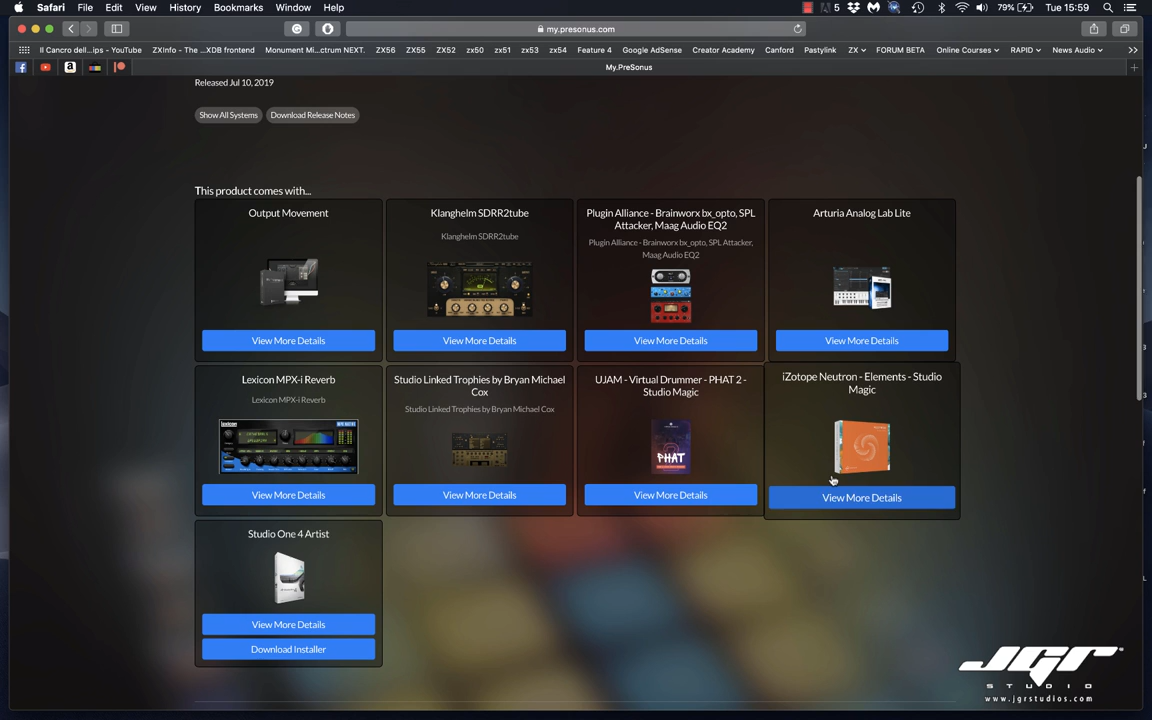 Safari File Edit View History Bookmarks Window Help
5 79% Tue 15:59
my.presonus.com
Il Cancro dell...ips - YouTube ZXInfo - The ...XDB frontend Monument Mi...ctrum NEXT. ZX56 ZX55 ZX52 zx50 zx51 zx53 zx54 Feature 4 Google AdSense Creator Academy Canford Pastylink ZX FORUM BETA Online Courses RAPID News Audio
My.PreSonus
Released Jul 10, 2019
Show All Systems Download Release Notes
This product comes with...
Output Movement
View More Details
Klanghelm SDRR2tube
Klanghelm SDRR2tube
View More Details
Plugin Alliance - Brainworx bx_opto, SPL
Attacker, Maag Audio EQ2
Plugin Alliance - Brainworx bx_opto, SPL Attacker,
Maag Audio EQ2
View More Details
Arturia Analog Lab Lite
View More Details
Lexicon MPX-i Reverb
Lexicon MPX-i Reverb
lexicon
View More Details
Studio Linked Trophies by Bryan Michael
Cox
Studio Linked Trophies by Bryan Michael Cox
View More Details
UJAM - Virtual Drummer - PHAT 2 -
Studio Magic
PHAT
View More Details
iZotope Neutron - Elements - Studio
Magic
View More Details
Studio One 4 Artist
View More Details
Download Installer
JGR
STUDIO
www.jgrstudios.com